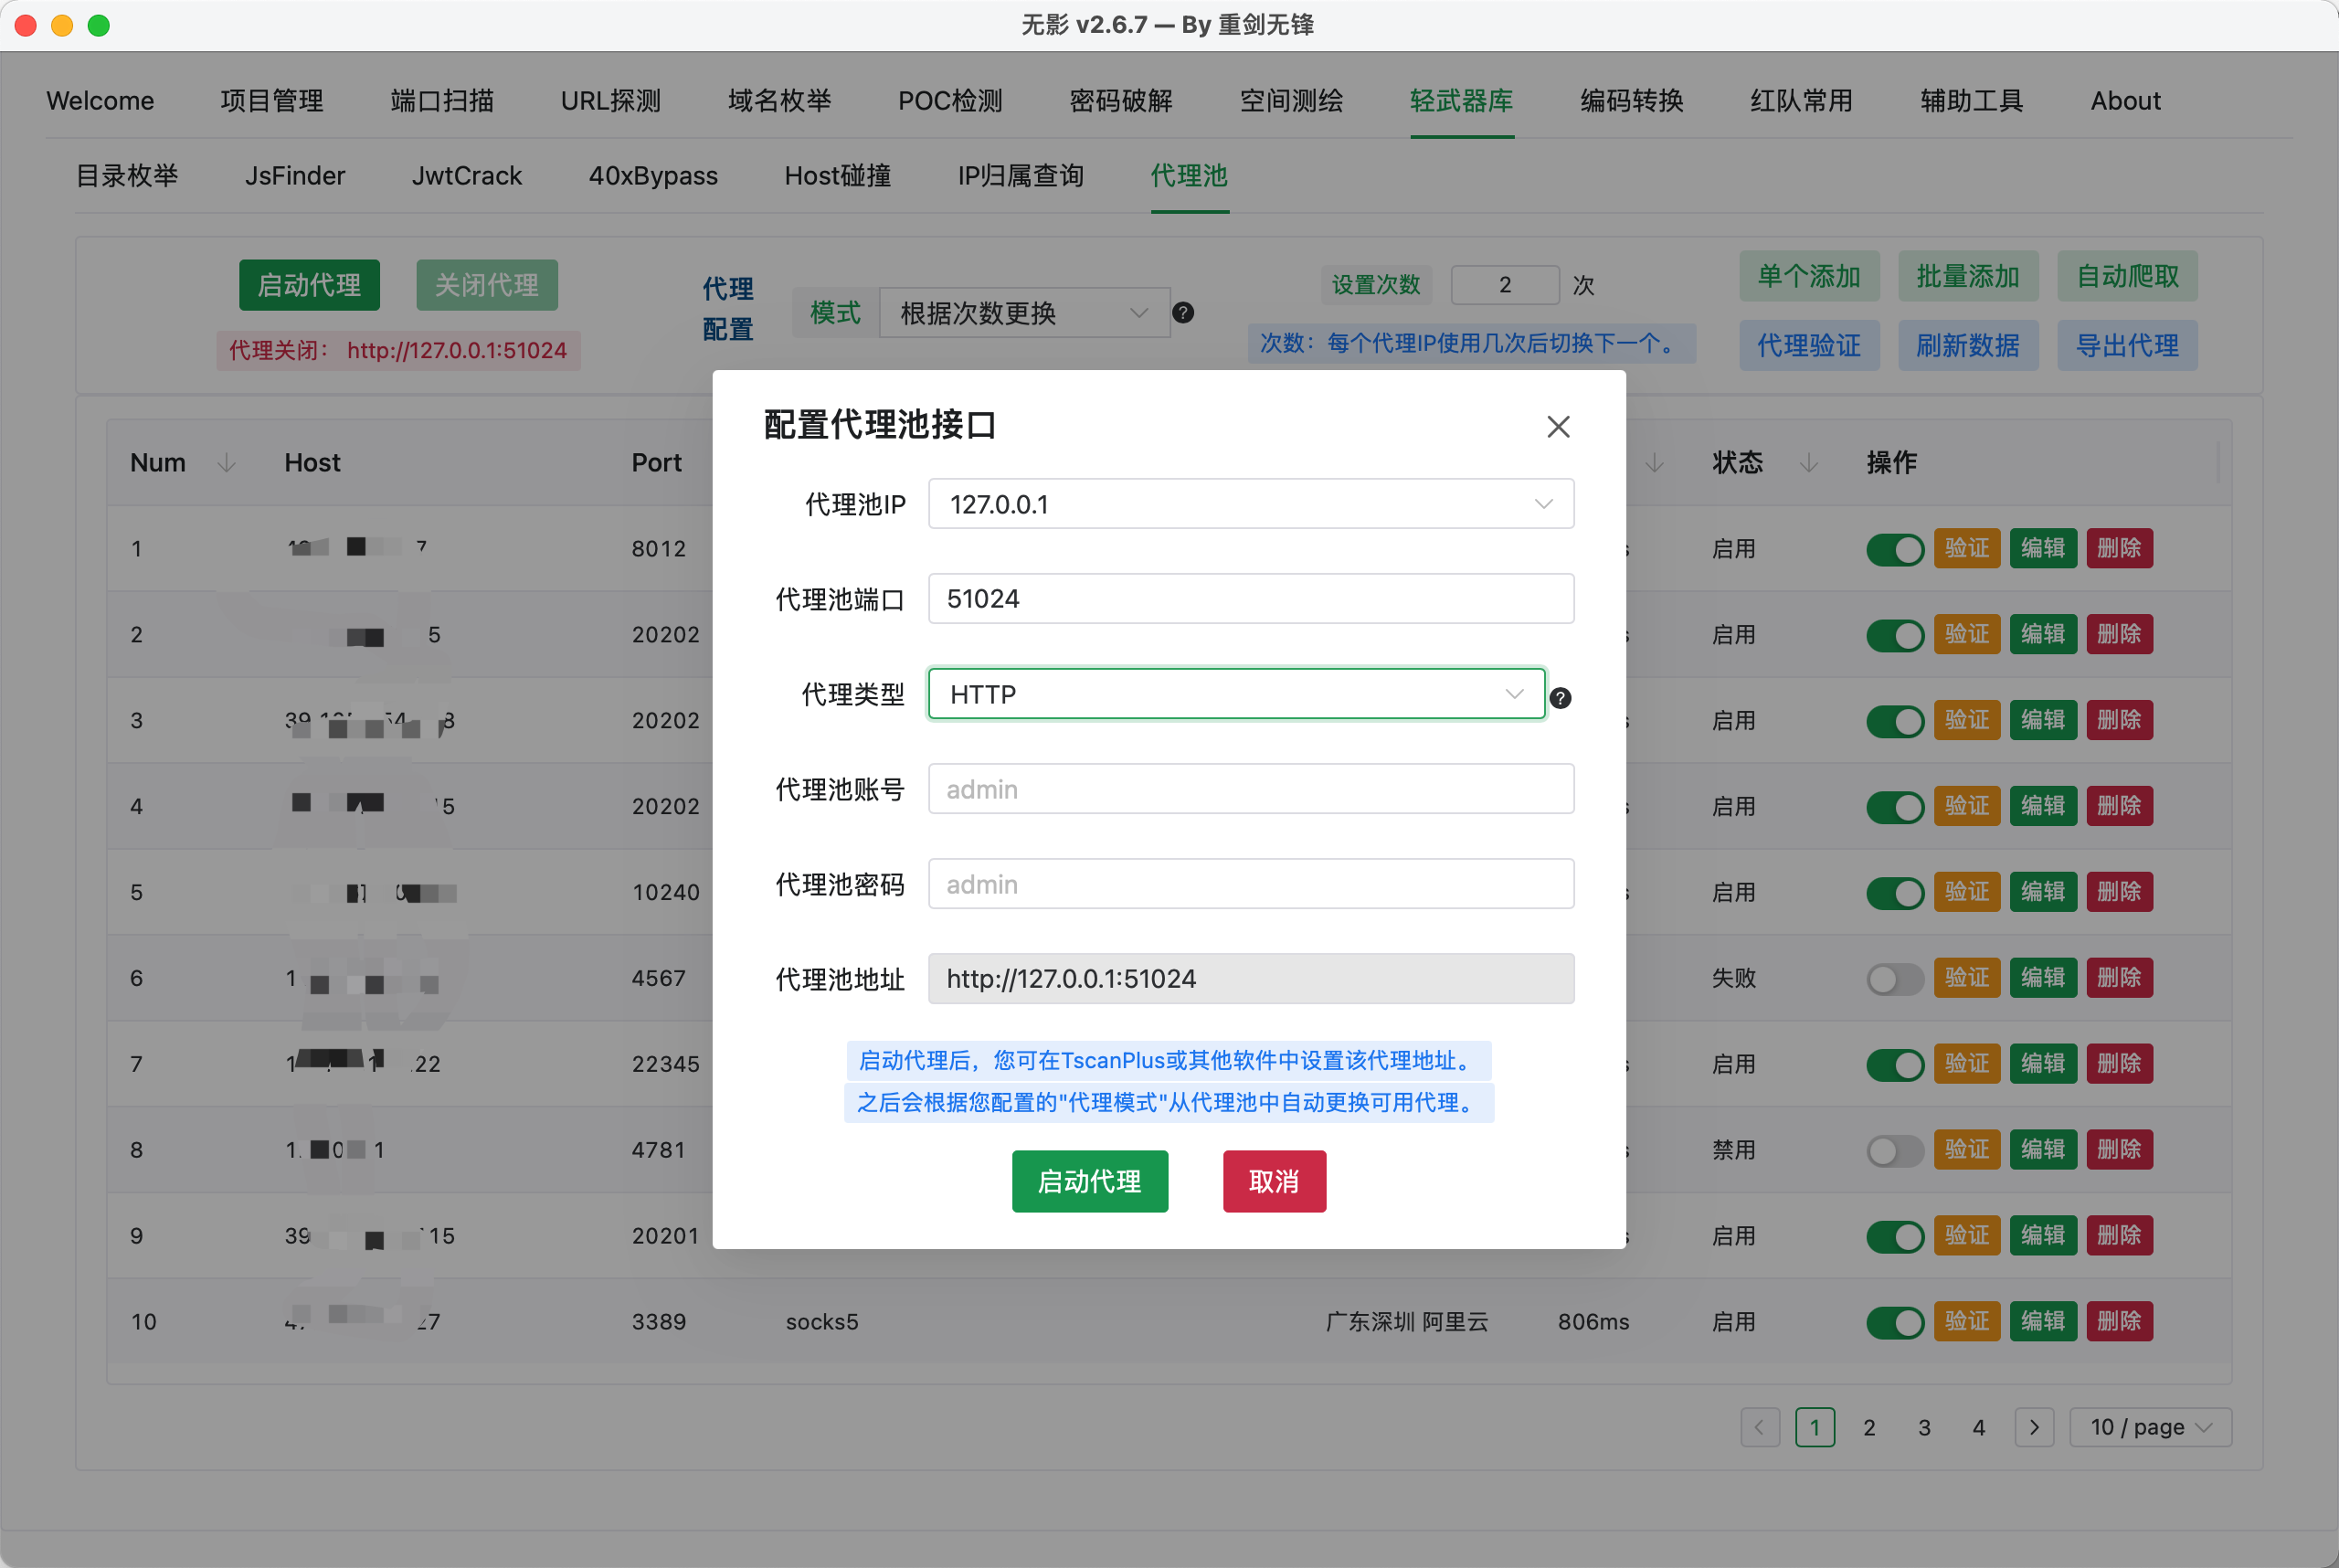 无影 v2.6.7 — By 重剑无锋
Welcome 项目管理 端口扫描 URL探测 域名枚举 POC检测 密码破解 空间测绘 轻武器库 编码转换 红队常用 辅助工具 About
目录枚举 JsFinder JwtCrack 40xBypass Host碰撞 IP归属查询 代理池
启动代理 关闭代理
代理关闭: http://127.0.0.1:51024
代理
配置
模式 根据次数更换
设置次数 2 次
次数：每个代理IP使用几次后切换下一个。
单个添加 批量添加 自动爬取
代理验证 刷新数据 导出代理
Num Host Port 状态 操作
1 8012 启用 验证 编辑 删除
2 20202 启用 验证 编辑 删除
3 20202 启用 验证 编辑 删除
4 20202 启用 验证 编辑 删除
5 10240 启用 验证 编辑 删除
6 4567 失败 验证 编辑 删除
7 22345 启用 验证 编辑 删除
8 4781 禁用 验证 编辑 删除
9 20201 启用 验证 编辑 删除
10 3389 socks5 广东深圳 阿里云 806ms 启用 验证 编辑 删除
1 2 3 4 10 / page
配置代理池接口
代理池IP 127.0.0.1
代理池端口 51024
代理类型 HTTP
代理池账号 admin
代理池密码 admin
代理池地址 http://127.0.0.1:51024
启动代理后，您可在TscanPlus或其他软件中设置该代理地址。
之后会根据您配置的"代理模式"从代理池中自动更换可用代理。
启动代理 取消